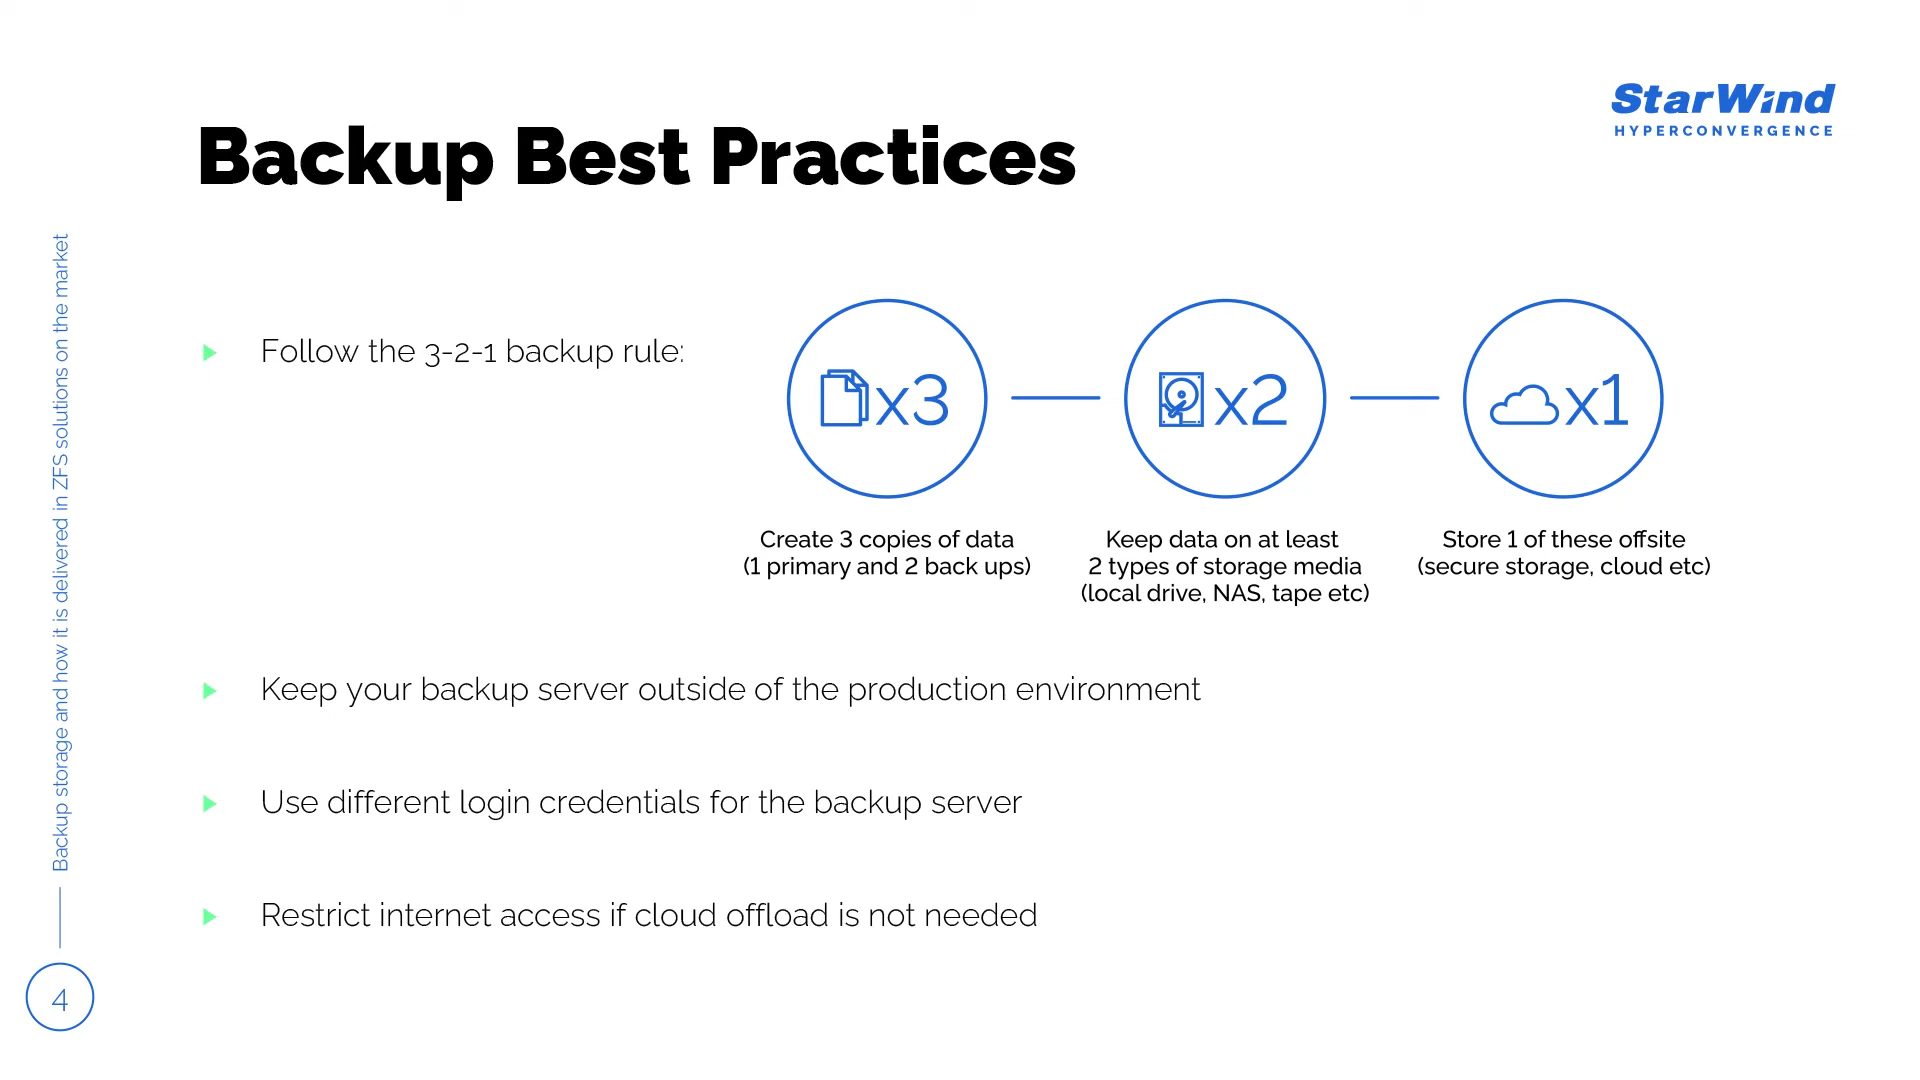 StarWind
HYPERCONVERGENCE
Backup Best Practices
Follow the 3-2-1 backup rule:
x3
x2
x1
Create 3 copies of data
(1 primary and 2 back ups)
Keep data on at least
2 types of storage media
(local drive, NAS, tape etc)
Store 1 of these offsite
(secure storage, cloud etc)
Keep your backup server outside of the production environment
Use different login credentials for the backup server
Restrict internet access if cloud offload is not needed
Backup storage and how it is delivered in ZFS solutions on the market
4